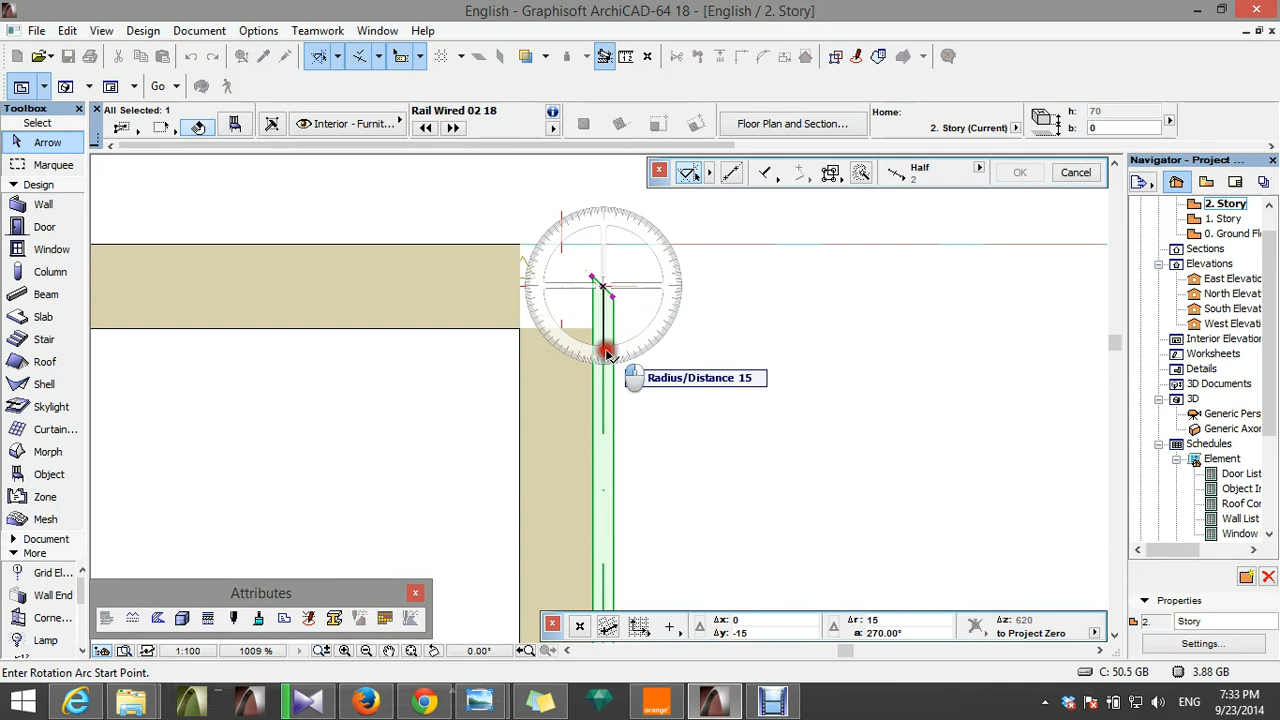 English - Graphisoft ArchiCAD-64 18 - [English / 2. Story]
File Edit View Design Document Options Teamwork Window Help
Go
Toolbox
Select
Arrow
Marquee
Design
Wall
Door
Window
Column
Beam
Slab
Stair
Roof
Shell
Skylight
Curtain...
Morph
Object
Zone
Mesh
Document
More
Grid El...
Wall End
Corne...
Lamp
All Selected: 1
Interior - Furnit...
Rail Wired 02 18
Floor Plan and Section...
Home:
2. Story (Current)
h: 70
b: 0
Half
2
OK
Cancel
Radius/Distance 15
Attributes
Δx: 0
Δy: -15
Δr: 15
a: 270.00°
Δz: 620
to Project Zero
1:100
1009 %
0.00°
Navigator - Project ...
2. Story
1. Story
0. Ground Fl
Sections
Elevations
East Elevat
North Elevat
South Elevat
West Elevat
Interior Elevation
Worksheets
Details
3D Documents
3D
Generic Pers
Generic Axon
Schedules
Element
Door List
Object In
Roof Con
Wall List
Window
Properties
2.
Story
Settings...
Enter Rotation Arc Start Point.
C: 50.5 GB
3.88 GB
ENG
7:33 PM
9/23/2014
orange